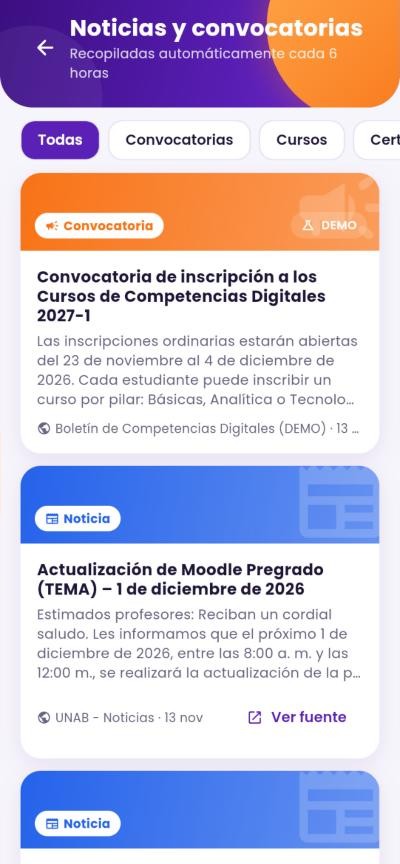 Noticias y convocatorias
Recopiladas automáticamente cada 6
horas
Todas
Convocatorias
Cursos
Cert
Convocatoria
DEMO
Convocatoria de inscripción a los
Cursos de Competencias Digitales
2027-1
Las inscripciones ordinarias estarán abiertas
del 23 de noviembre al 4 de diciembre de
2026. Cada estudiante puede inscribir un
curso por pilar: Básicas, Analítica o Tecnolo…
Boletín de Competencias Digitales (DEMO) · 13 …
Noticia
Actualización de Moodle Pregrado
(TEMA) – 1 de diciembre de 2026
Estimados profesores: Reciban un cordial
saludo. Les informamos que el próximo 1 de
diciembre de 2026, entre las 8:00 a. m. y las
12:00 m., se realizará la actualización de la p…
UNAB - Noticias · 13 nov
Ver fuente
Noticia